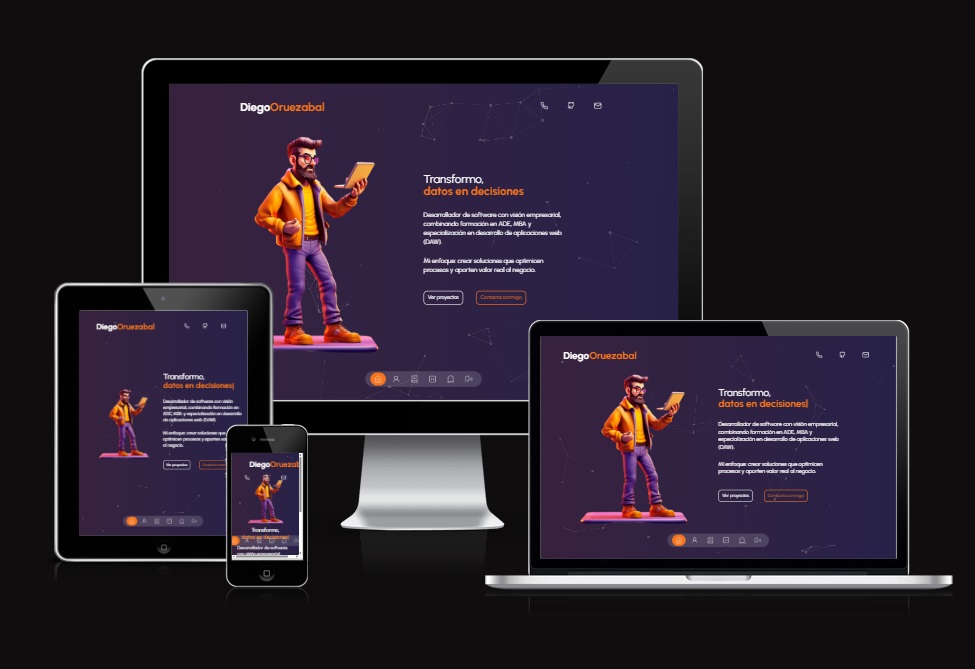 DiegoOruezabal
Transformo,
datos en decisiones
Desarrollador de software con visión empresarial,
combinando formación en ADE, MBA y
especialización en desarrollo de aplicaciones web
(DAW).
Mi enfoque: crear soluciones que optimicen
procesos y aporten valor real al negocio.
Ver proyectos
Contacta conmigo
DiegoOruezabal
Transformo,
datos en decisiones|
Desarrollador de software con visión
empresarial, combinando formación en
ADE, MBA y especialización en desarrollo
de aplicaciones web (DAW).
Mi enfoque: crear soluciones que
optimicen procesos y aporten valor real
al negocio.
Ver proyectos
DiegoOruezab
Transformo,
datos en decisiones|
Desarrollador de software
con visión empresarial,
DiegoOruezabal
Transformo,
datos en decisiones|
Desarrollador de software con visión empresarial,
combinando formación en ADE, MBA y
especialización en desarrollo de aplicaciones web
(DAW).
Mi enfoque: crear soluciones que optimicen
procesos y aporten valor real al negocio.
Ver proyectos
Contacta conmigo